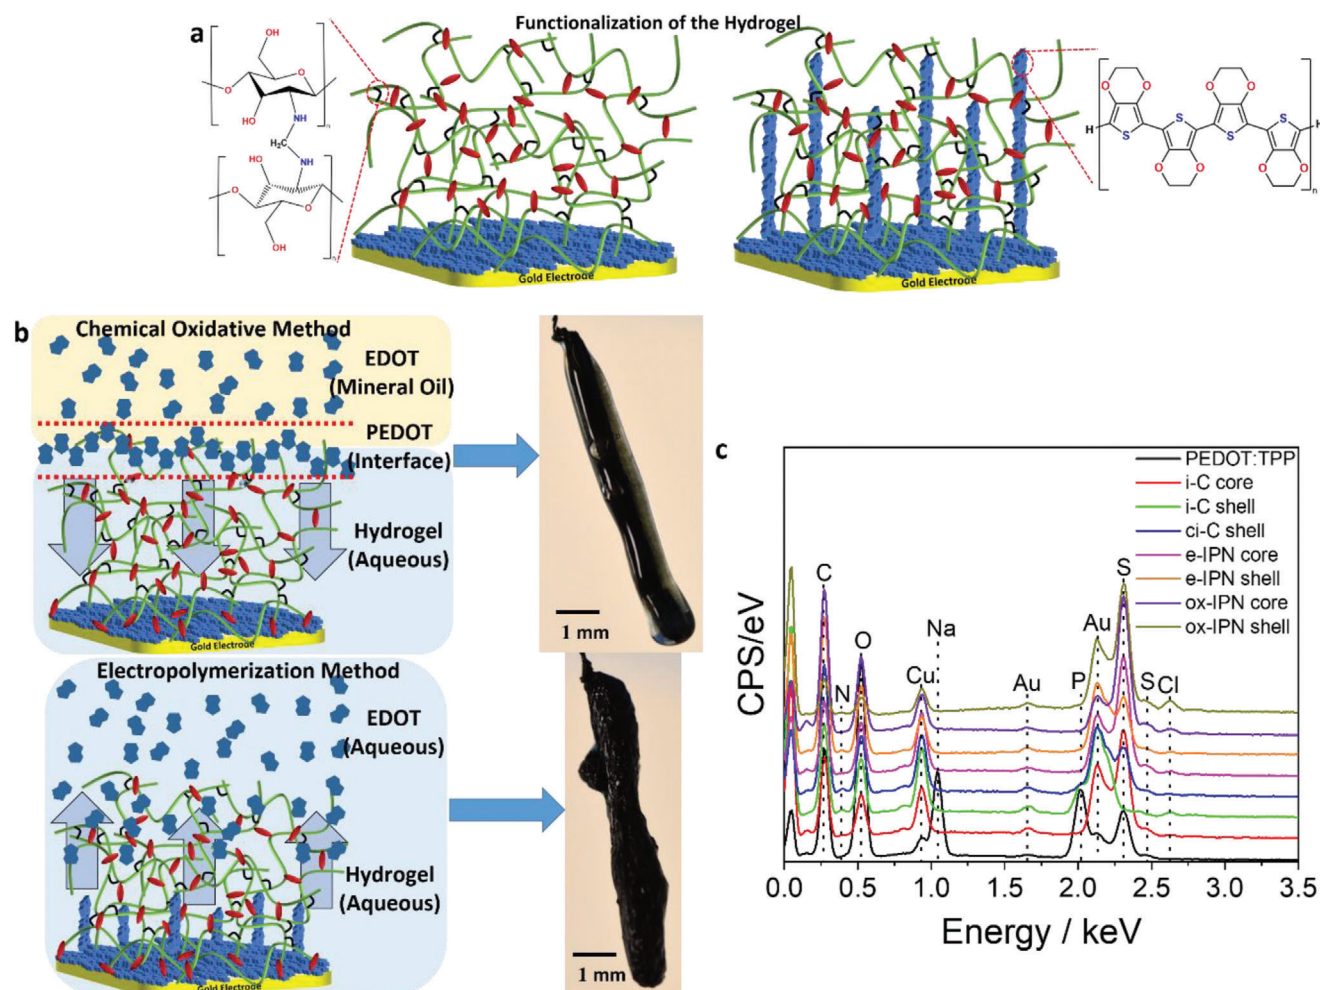 Functionalization of the Hydrogel
a
OH
O
O
OH
NH
n
H₂C
NH
HO
O
O
OH
n
Gold Electrode
Gold Electrode
O O
O O
S
S
H
H
S
S
O O
O O
n
b
Chemical Oxidative Method
EDOT
(Mineral Oil)
PEDOT
(Interface)
Hydrogel
(Aqueous)
Gold Electrode
1 mm
Electropolymerization Method
EDOT
(Aqueous)
Hydrogel
(Aqueous)
Gold Electrode
1 mm
c
PEDOT:TPP
i-C core
i-C shell
ci-C shell
e-IPN core
e-IPN shell
ox-IPN core
ox-IPN shell
C
N
O
Cu
Na
Au
P
Au
S
S
Cl
CPS/eV
0.0 0.5 1.0 1.5 2.0 2.5 3.0 3.5
Energy / keV